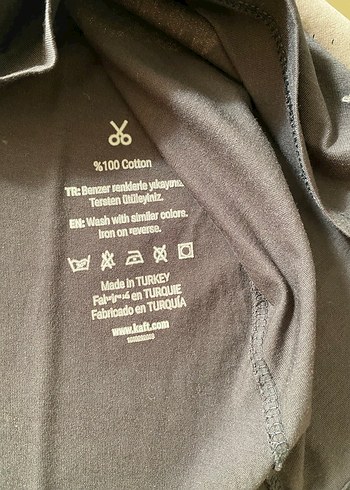 %100 Cotton
TR: Benzer renklerle yıkayınız.
Tersten Ütüleyiniz.
EN: Wash with similar colors.
Iron on reverse.
Made in TURKEY
Fabriqué en TURQUIE
Fabricado en TURQUÍA
www.kaft.com